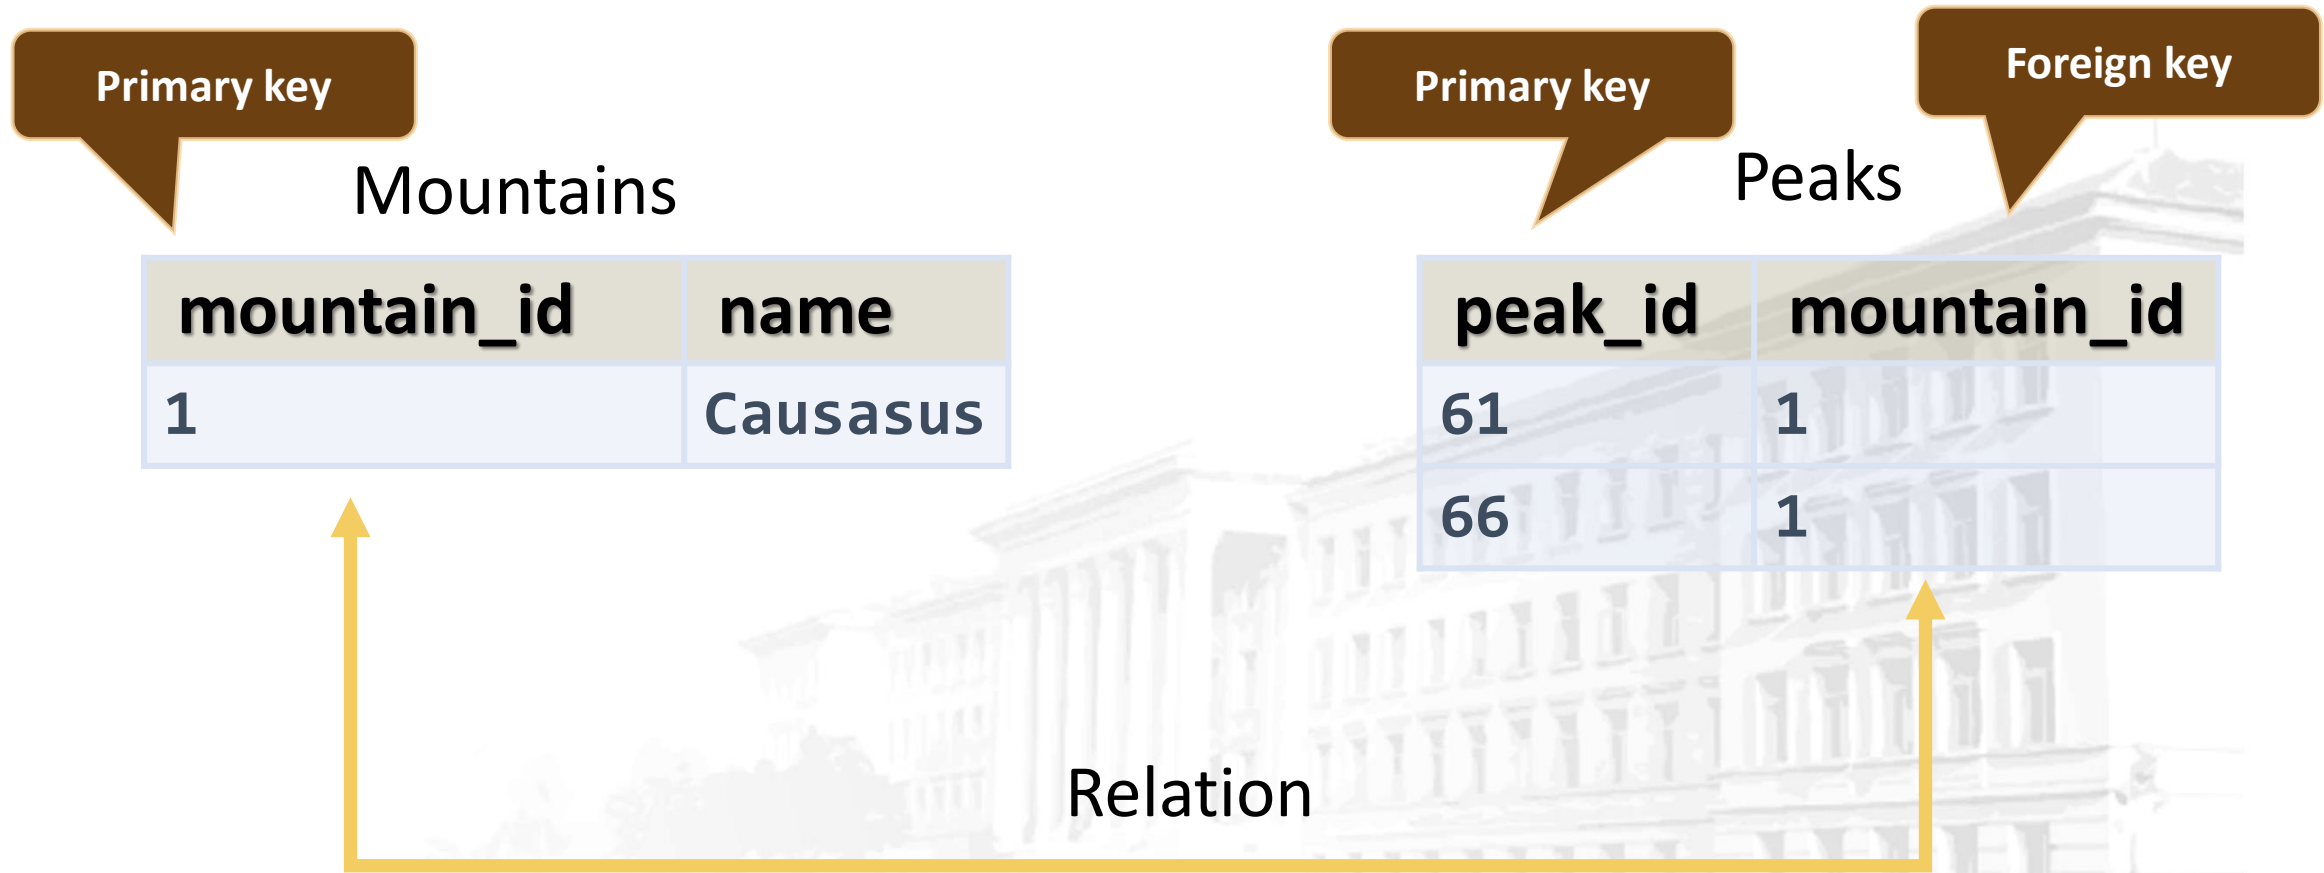 Primary key
Primary key
Foreign key
Mountains
Peaks
mountain_id name
1 Causasus
peak_id mountain_id
61 1
66 1
Relation